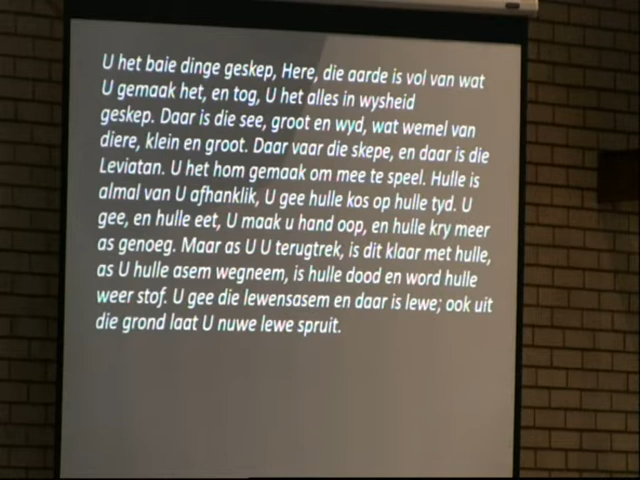 U het baie dinge geskep, Here, die aarde is vol van wat
U gemaak het, en tog, U het alles in wysheid
geskep. Daar is die see, groot en wyd, wat wemel van
diere, klein en groot. Daar vaar die skepe, en daar is die
Leviatan. U het hom gemaak om mee te speel. Hulle is
almal van U afhanklik, U gee hulle kos op hulle tyd. U
gee, en hulle eet, U maak u hand oop, en hulle kry meer
as genoeg. Maar as U U terugtrek, is dit klaar met hulle,
as U hulle asem wegneem, is hulle dood en word hulle
weer stof. U gee die lewensasem en daar is lewe; ook uit
die grond laat U nuwe lewe spruit.